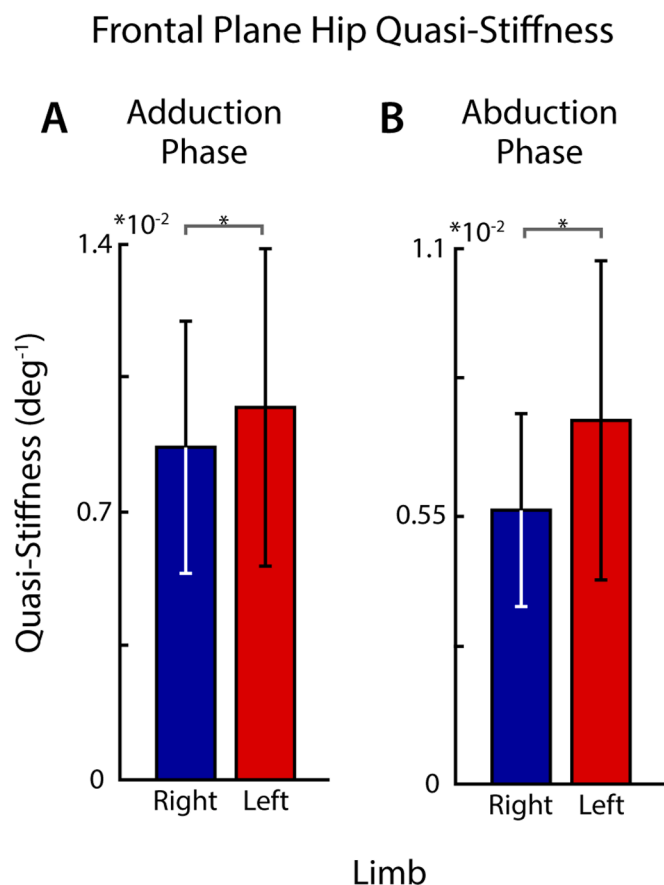 Frontal Plane Hip Quasi-Stiffness
A
Adduction
Phase
B
Abduction
Phase
*10⁻²
*
1.4
0.7
0
Quasi-Stiffness (deg⁻¹)
Right
Left
*10⁻²
*
1.1
0.55
0
Right
Left
Limb